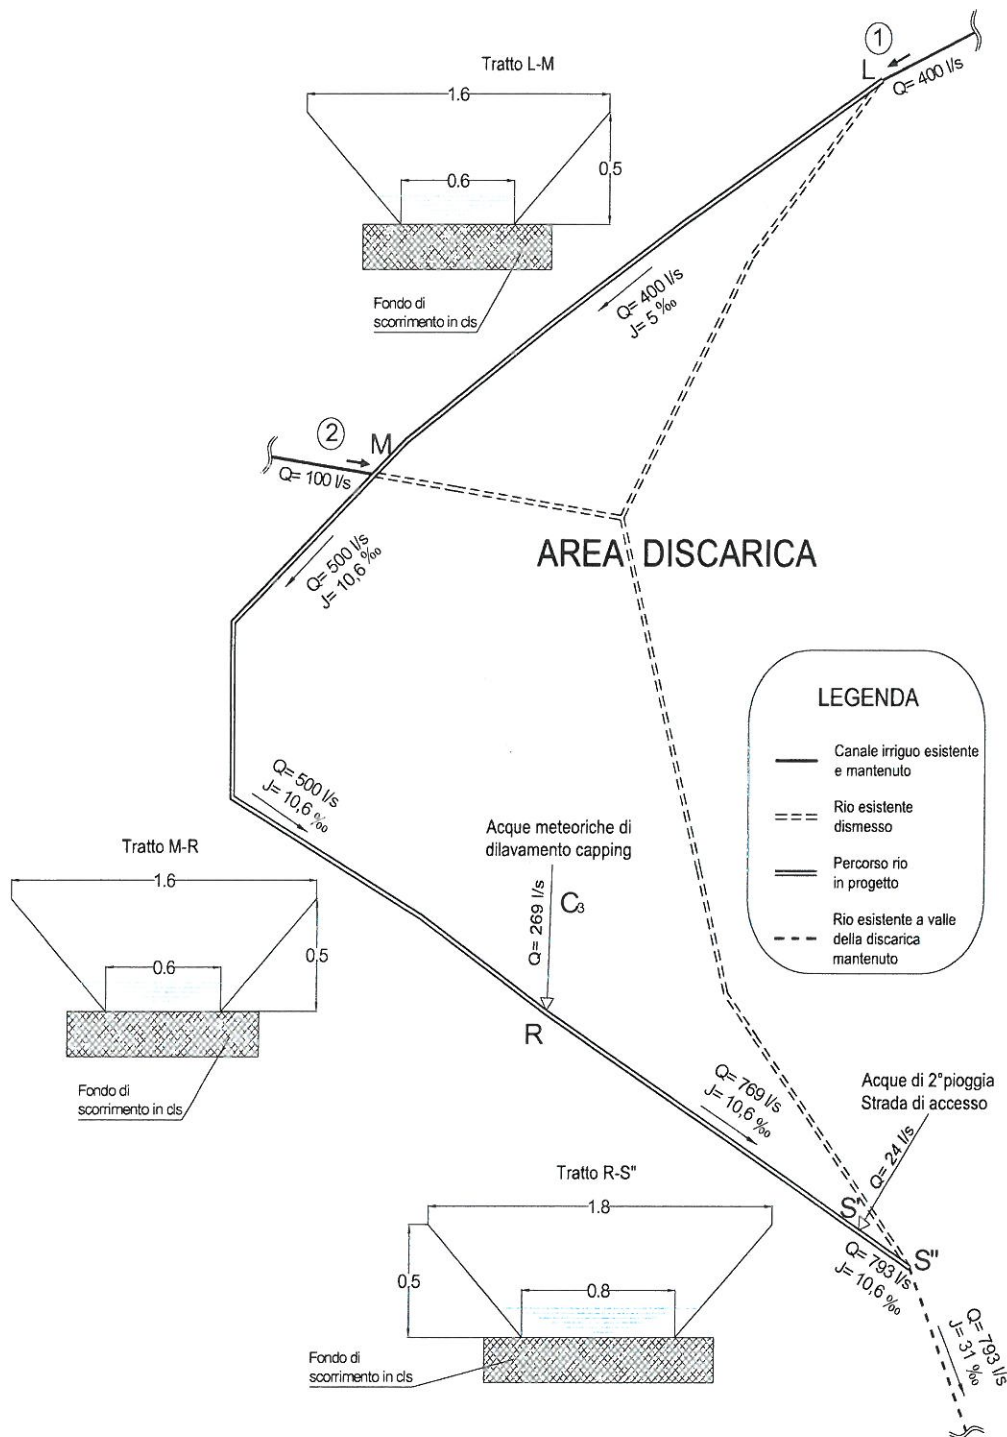 1
L
Q= 400 l/s
Tratto L-M
1.6
0.6
0,5
Fondo di
scorrimento in cls
Q= 400 l/s
J= 5 ‰
2
M
Q= 100 l/s
Q= 500 l/s
J= 10,6 ‰
AREA DISCARICA
LEGENDA
Canale irriguo esistente
e mantenuto
Rio esistente
dismesso
Percorso rio
in progetto
Rio esistente a valle
della discarica
mantenuto
Q= 500 l/s
J= 10,6 ‰
Tratto M-R
1.6
0.6
0,5
Fondo di
scorrimento in cls
Acque meteoriche di
dilavamento capping
Q= 269 l/s
C3
R
Q= 769 l/s
J= 10,6 ‰
Acque di 2°pioggia
Strada di accesso
Q= 24 l/s
S'
S"
Q= 793 l/s
J= 10,6 ‰
Tratto R-S"
1.8
0.8
0,5
Fondo di
scorrimento in cls
Q= 793 l/s
J= 31 ‰